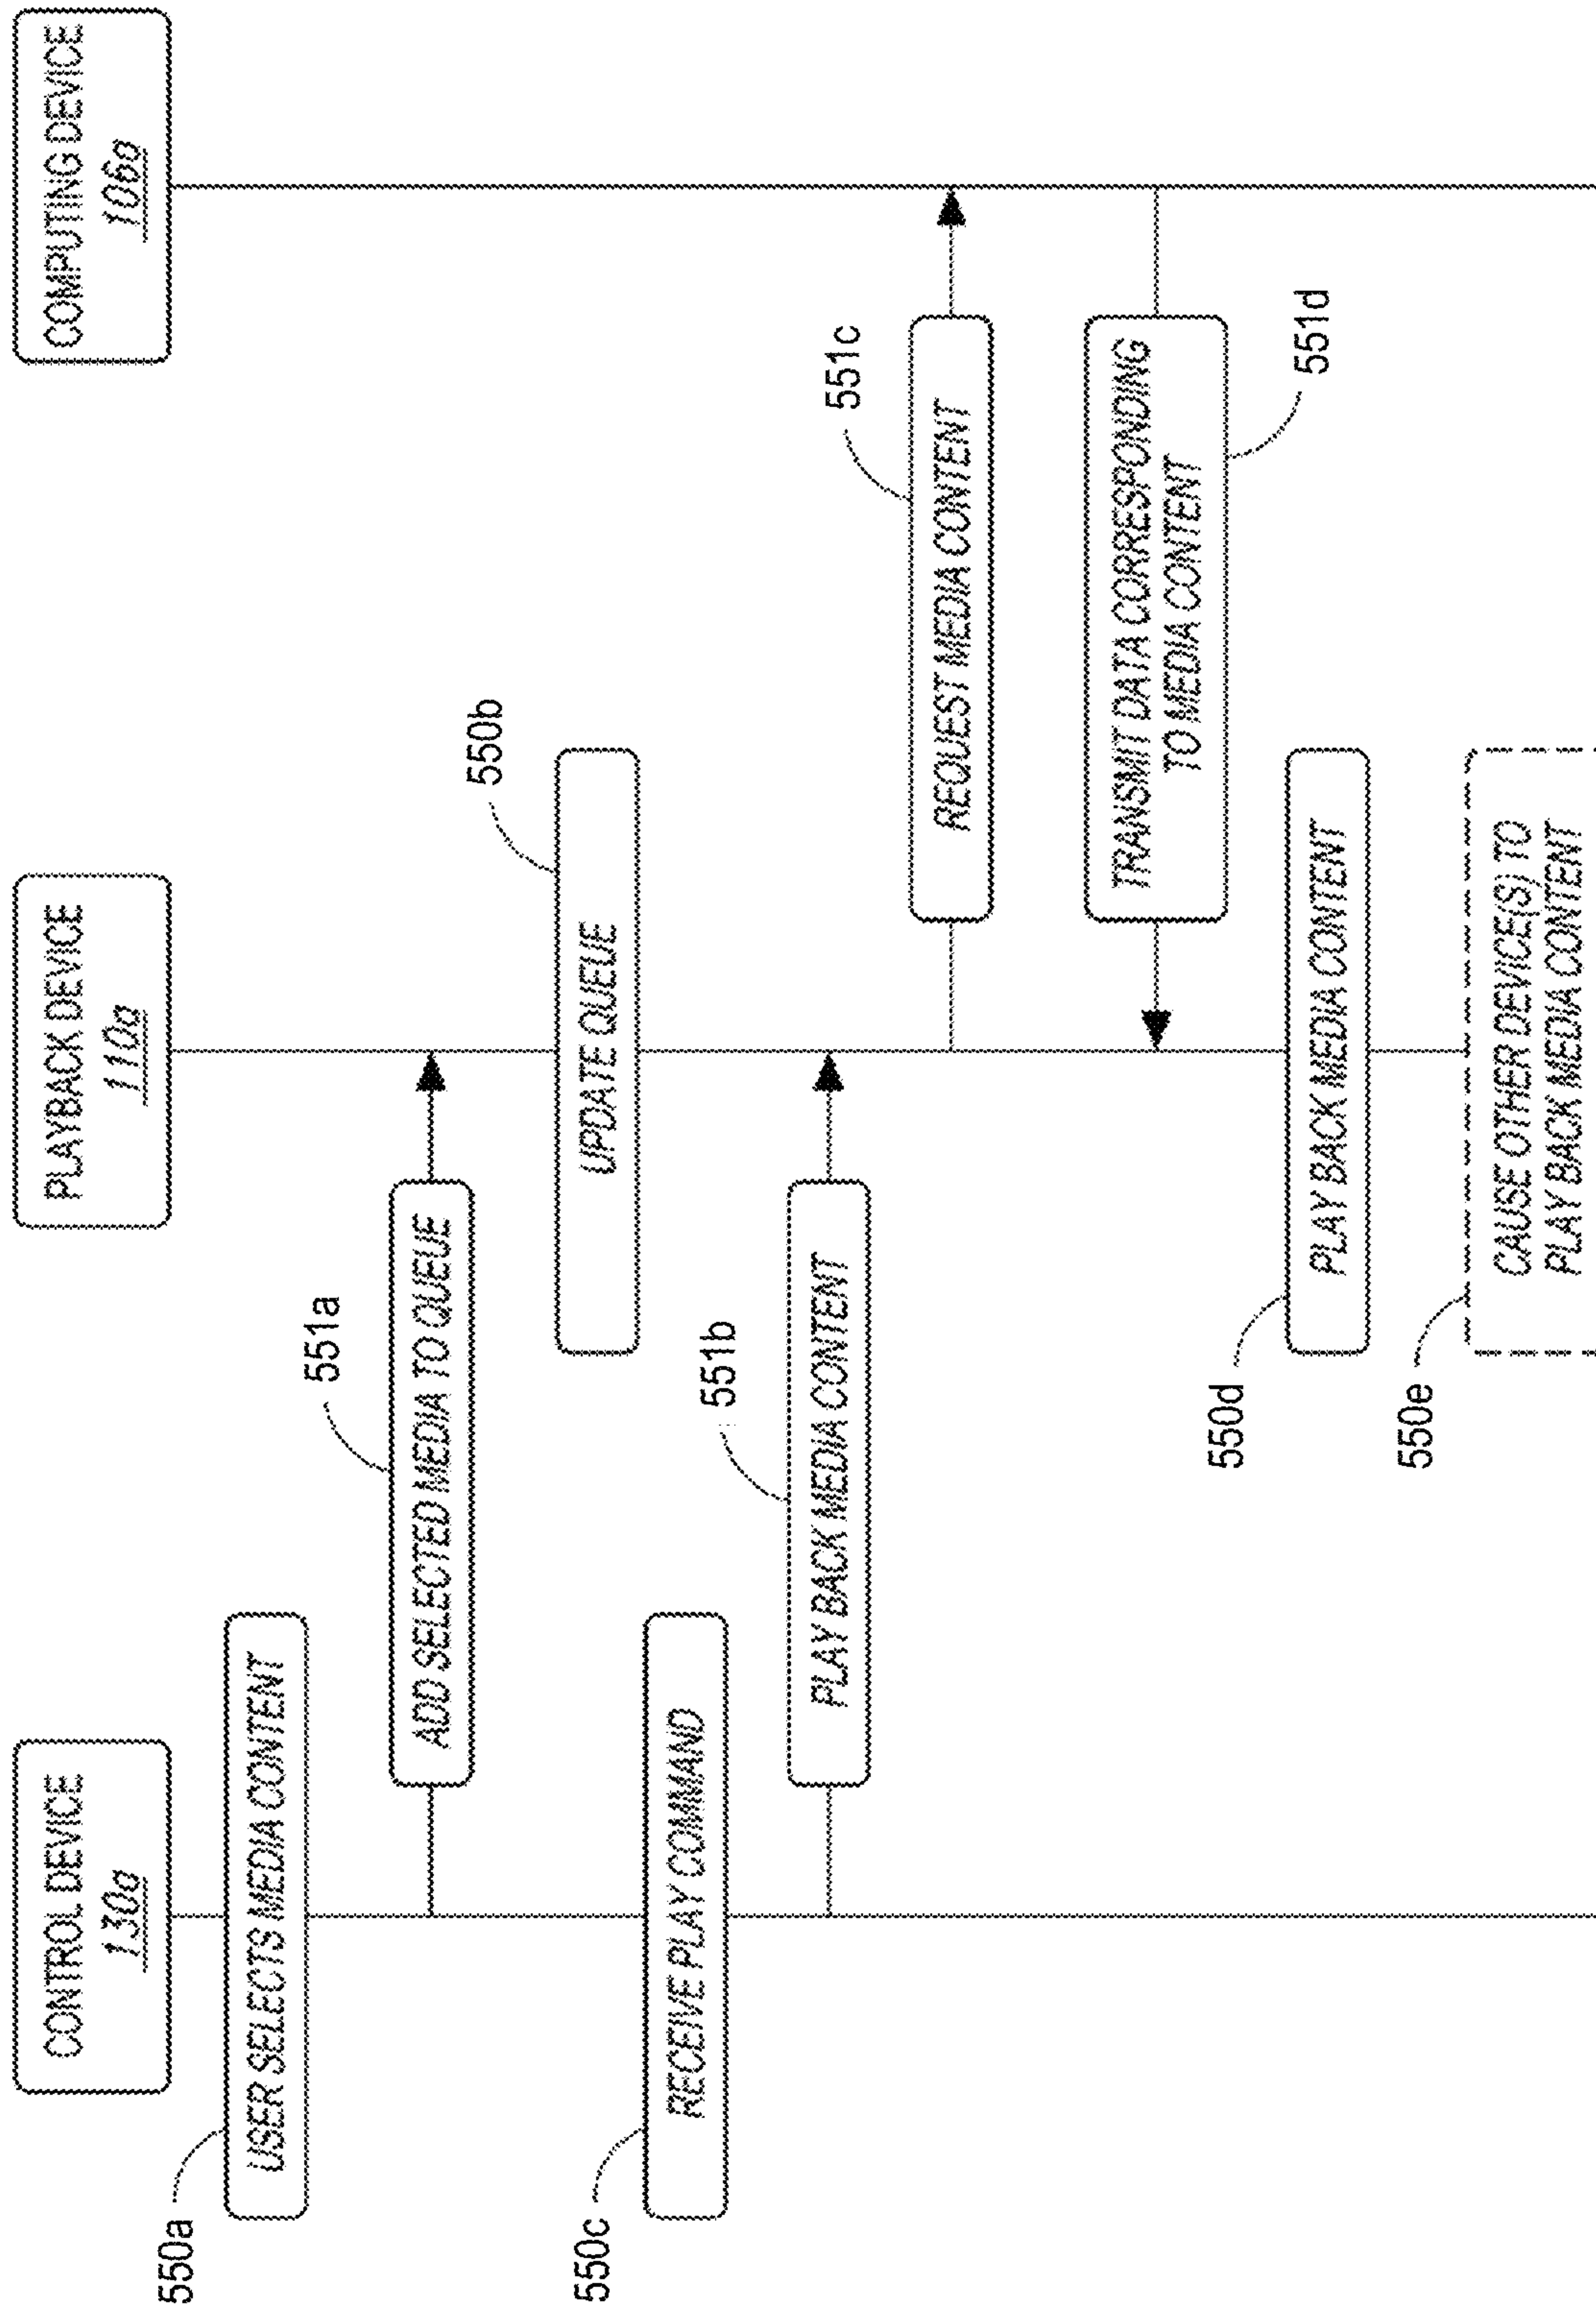 CONTROL DEVICE
130a
PLAYBACK DEVICE
110a
COMPUTING DEVICE
106a
550a
USER SELECTS MEDIA CONTENT
551a
ADD SELECTED MEDIA TO QUEUE
550b
UPDATE QUEUE
550c
RECEIVE PLAY COMMAND
551b
PLAY BACK MEDIA CONTENT
551c
REQUEST MEDIA CONTENT
TRANSMIT DATA CORRESPONDING
TO MEDIA CONTENT
551d
550d
PLAY BACK MEDIA CONTENT
550e
CAUSE OTHER DEVICE(S) TO
PLAY BACK MEDIA CONTENT